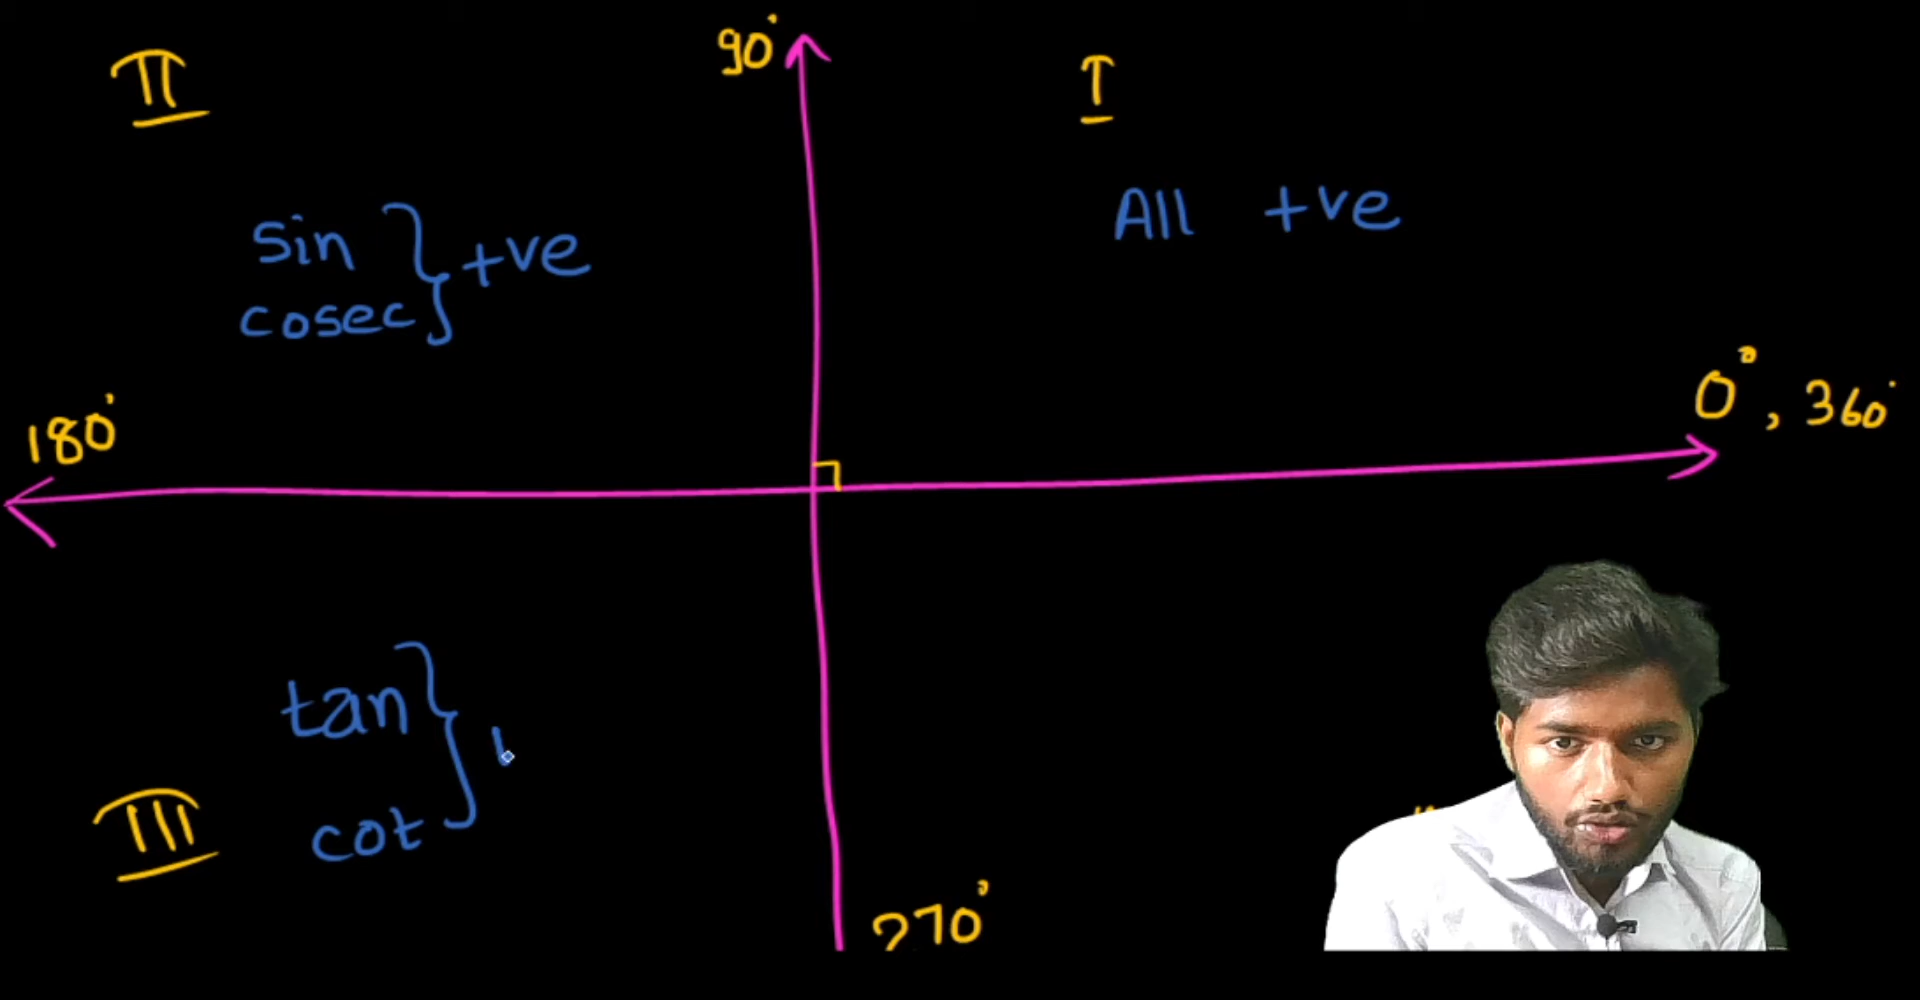 90°
II
I
All +ve
sin } +ve
cosec
180°
0°, 360°
tan }
cot
III
270°